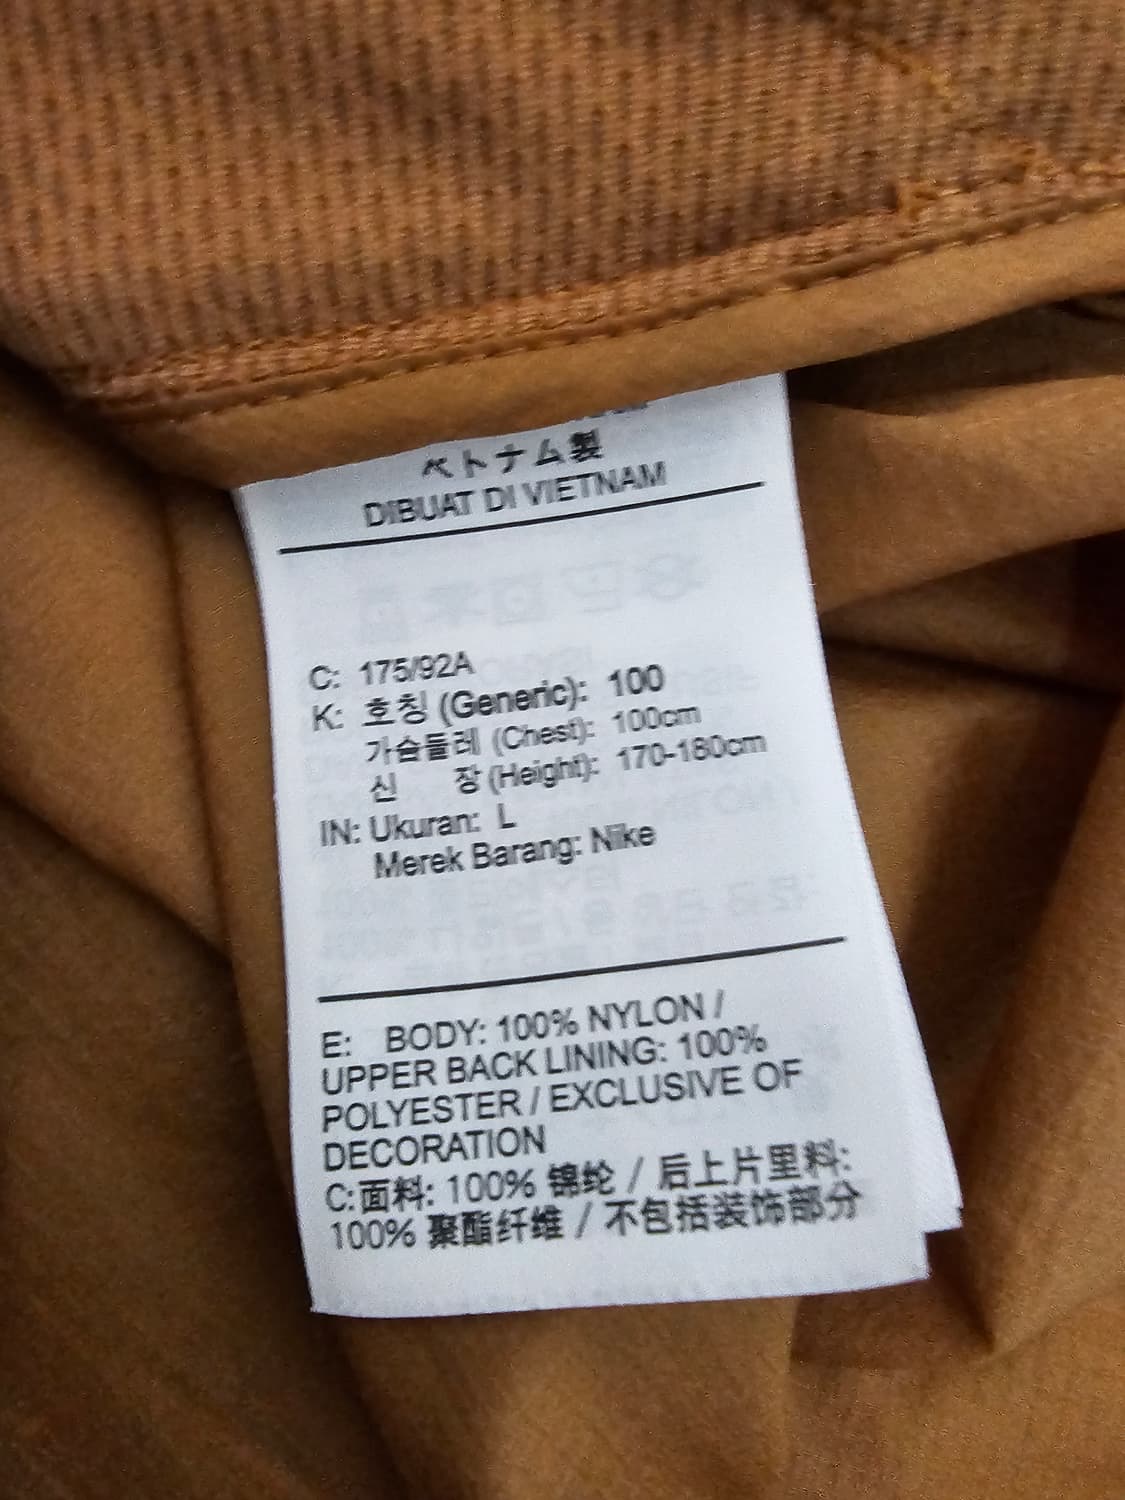 ベトナム製
DIBUAT DI VIETNAM
C: 175/92A
K: 호칭 (Generic): 100
가슴둘레 (Chest): 100cm
신 장 (Height): 170-180cm
IN: Ukuran: L
Merek Barang: Nike
E: BODY: 100% NYLON /
UPPER BACK LINING: 100%
POLYESTER / EXCLUSIVE OF
DECORATION
C:面料: 100% 锦纶 / 后上片里料:
100% 聚酯纤维 / 不包括装饰部分